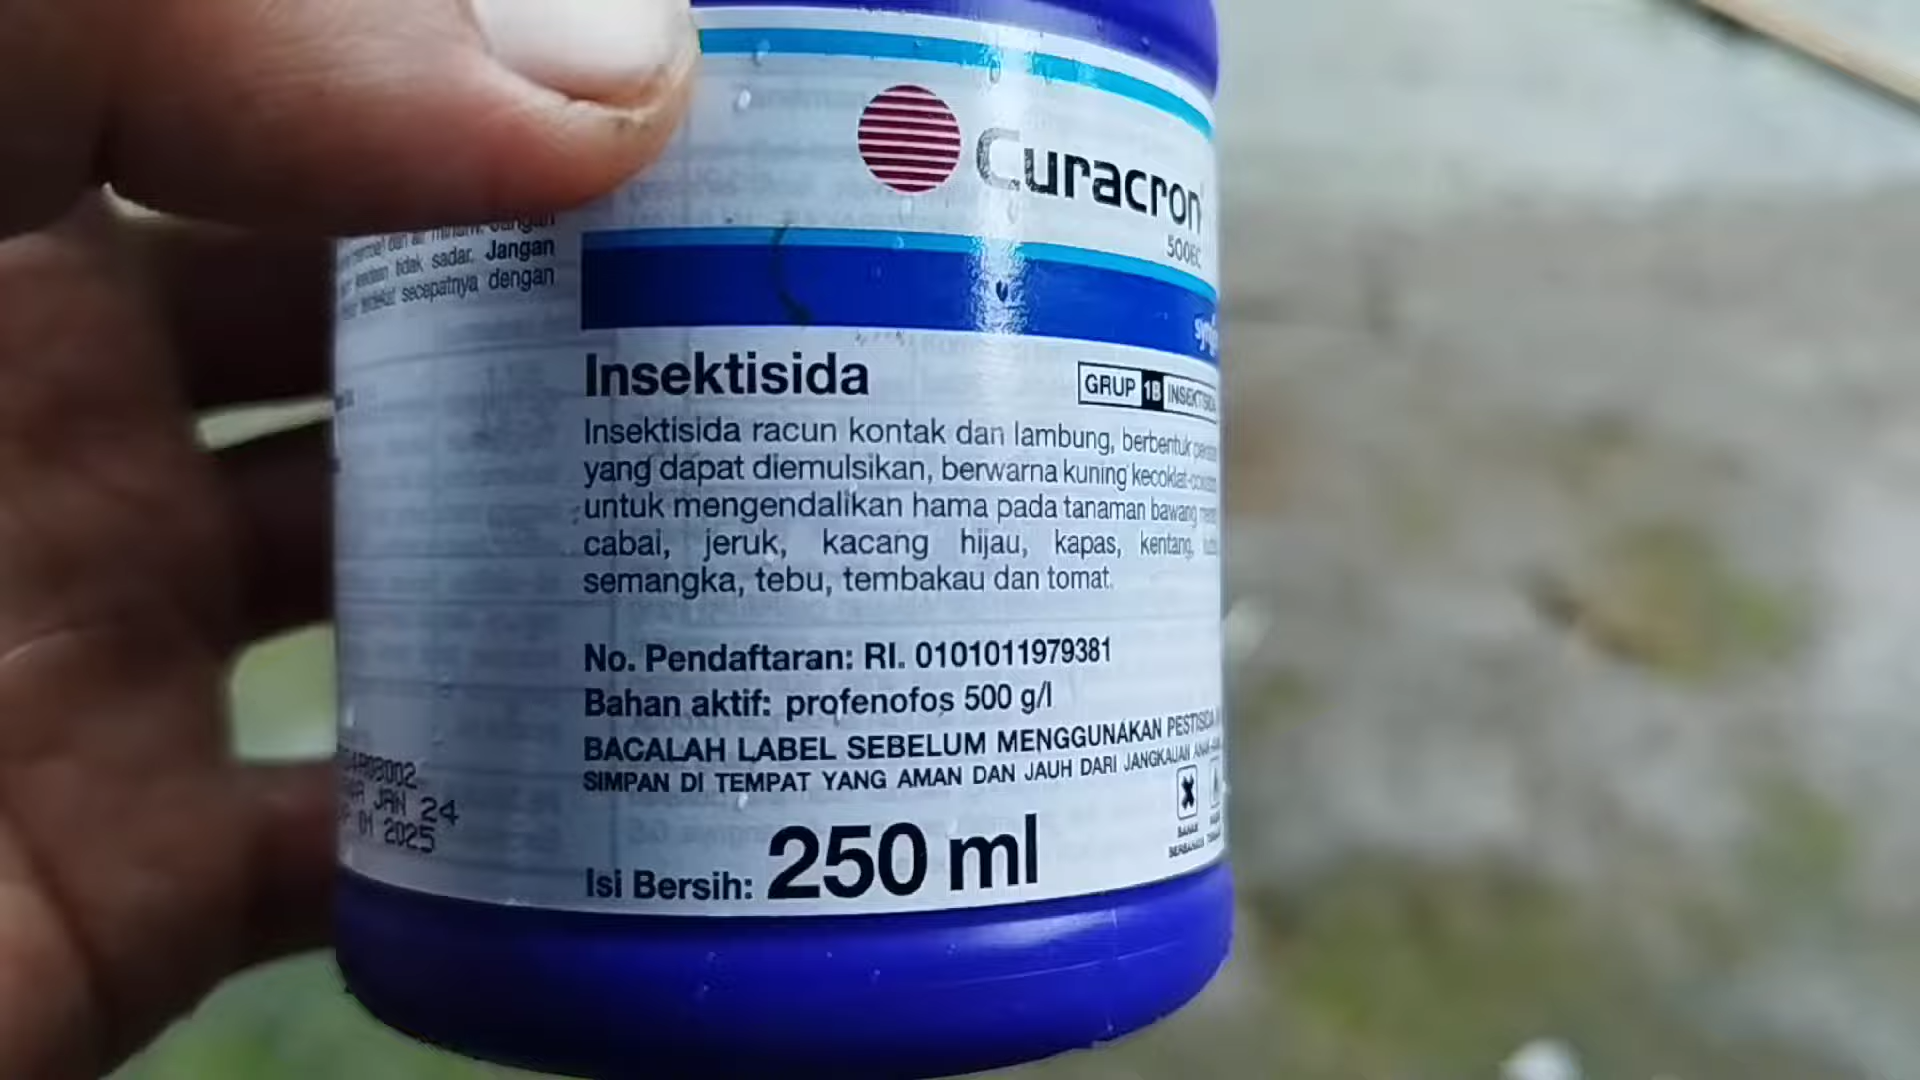 Curacron
500EC
tidak sadar. Jangan
secepatnya dengan
Insektisida
GRUP 1B INSEKTISIDA
Insektisida racun kontak dan lambung, berbentuk
yang dapat diemulsikan, berwarna kuning
untuk mengendalikan hama pada tanaman bawang
cabai, jeruk, kacang hijau, kapas, kentang,
semangka, tebu, tembakau dan tomat.
No. Pendaftaran: RI. 0101011979381
Bahan aktif: profenofos 500 g/l
BACALAH LABEL SEBELUM MENGGUNAKAN PESTISIDA
SIMPAN DI TEMPAT YANG AMAN DAN JAUH DARI JANGKAUAN
JAN 24
01 2025
Isi Bersih: 250 ml